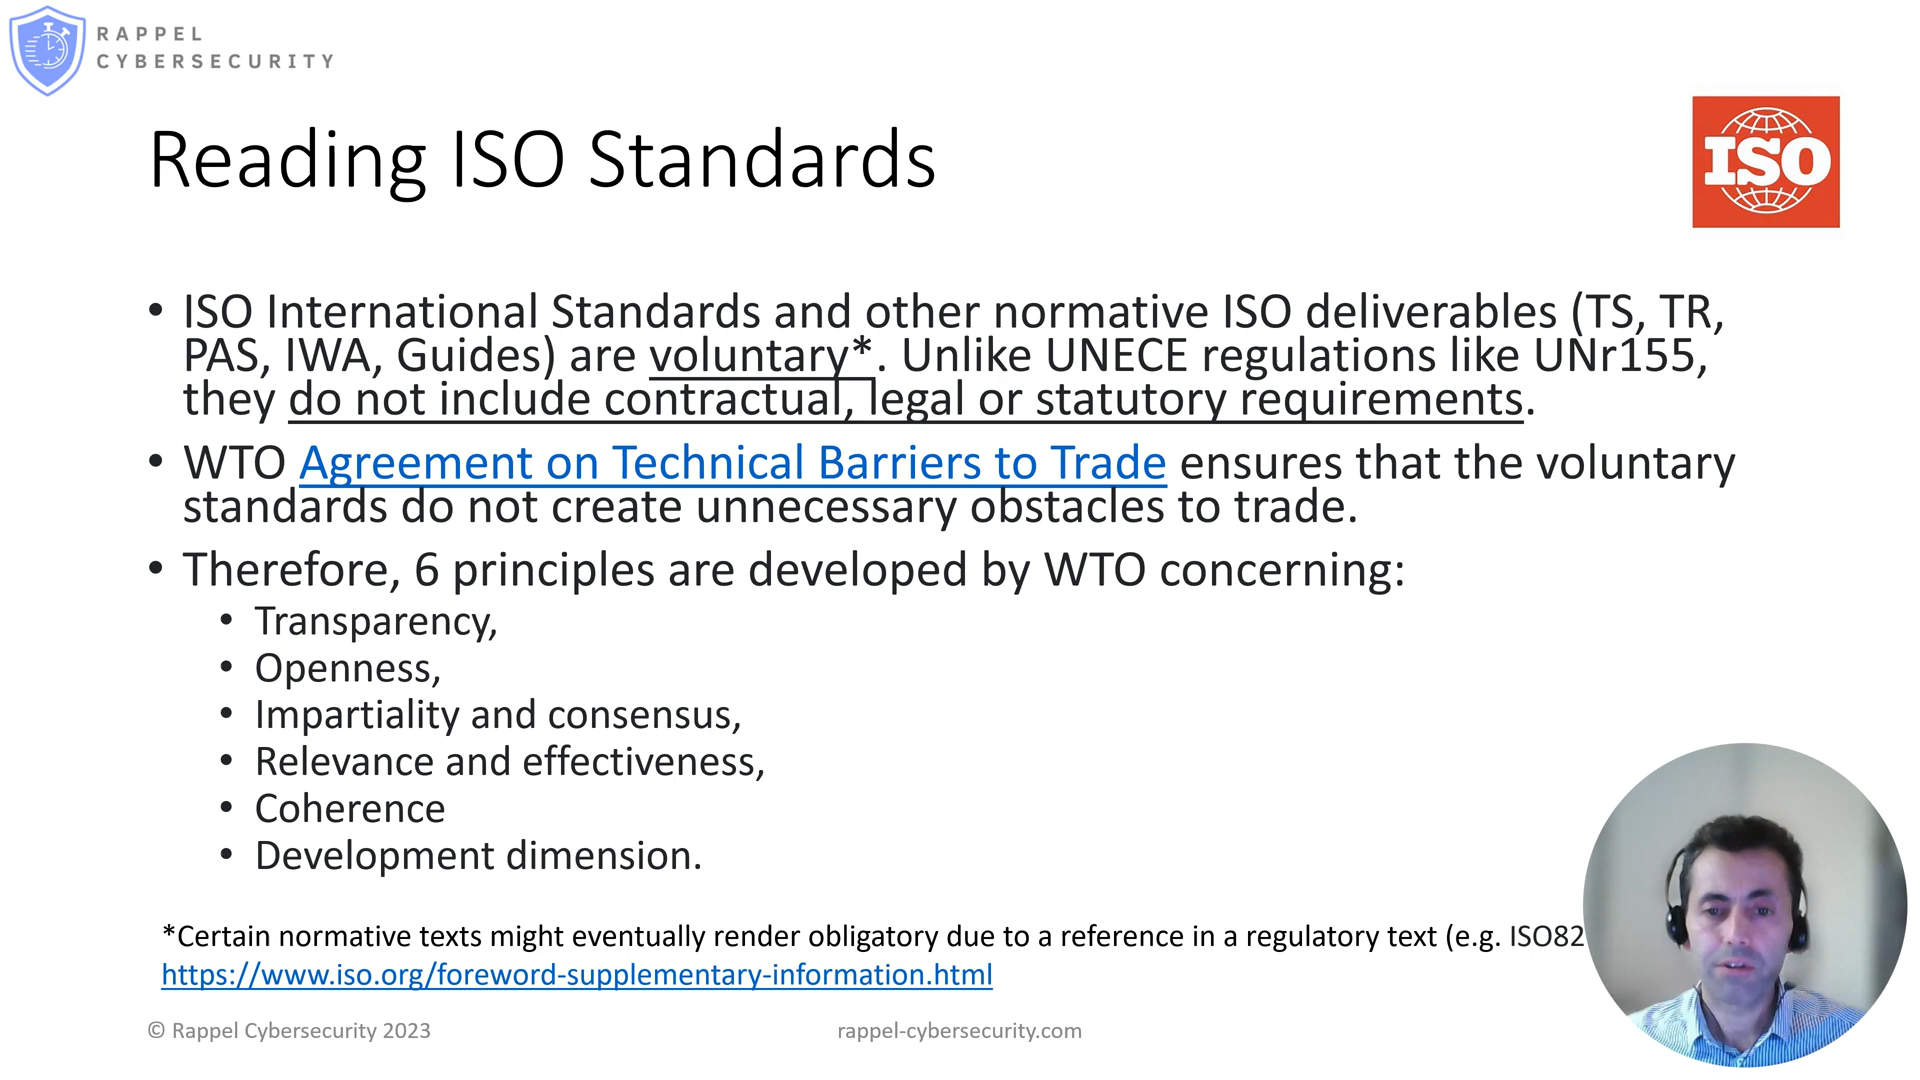 RAPPEL
CYBERSECURITY
Reading ISO Standards
ISO
• ISO International Standards and other normative ISO deliverables (TS, TR,
PAS, IWA, Guides) are voluntary*. Unlike UNECE regulations like UNr155,
they do not include contractual, legal or statutory requirements.
• WTO Agreement on Technical Barriers to Trade ensures that the voluntary
standards do not create unnecessary obstacles to trade.
• Therefore, 6 principles are developed by WTO concerning:
• Transparency,
• Openness,
• Impartiality and consensus,
• Relevance and effectiveness,
• Coherence
• Development dimension.
*Certain normative texts might eventually render obligatory due to a reference in a regulatory text (e.g. ISO82
https://www.iso.org/foreword-supplementary-information.html
© Rappel Cybersecurity 2023
rappel-cybersecurity.com